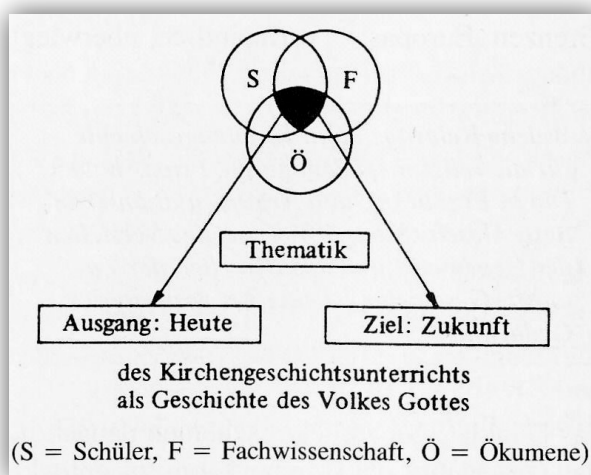 S F
Ö
Thematik
Ausgang: Heute Ziel: Zukunft
des Kirchengeschichtsunterrichts
als Geschichte des Volkes Gottes
(S = Schüler, F = Fachwissenschaft, Ö = Ökumene)